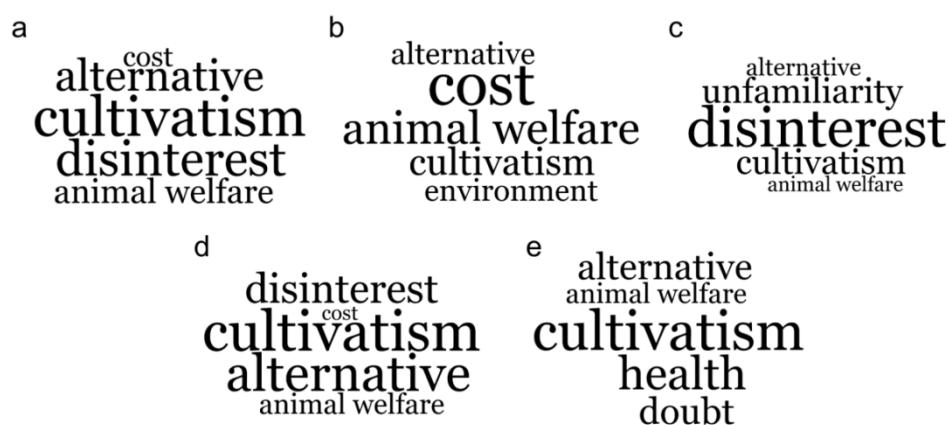 a
cost
alternative
cultivatism
disinterest
animal welfare
b
alternative
cost
animal welfare
cultivatism
environment
c
alternative
unfamiliarity
disinterest
cultivatism
animal welfare
d
disinterest
cost
cultivatism
alternative
animal welfare
e
alternative
animal welfare
cultivatism
health
doubt